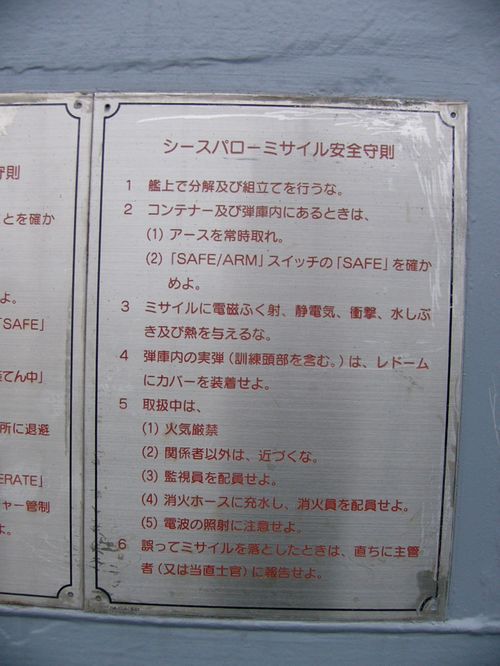 シースパローミサイル安全守則
1 艦上で分解及び組立てを行うな。
2 コンテナー及び弾庫内にあるときは、
(1) アースを常時取れ。
(2)「SAFE/ARM」スイッチの「SAFE」を確か
めよ。
3 ミサイルに電磁ふく射、静電気、衝撃、水しぶ
き及び熱を与えるな。
4 弾庫内の実弾(訓練頭部を含む。)は、レドーム
にカバーを装着せよ。
5 取扱中は、
(1) 火気厳禁
(2) 関係者以外は、近づくな。
(3) 監視員を配員せよ。
(4) 消火ホースに充水し、消火員を配員せよ。
(5) 電波の照射に注意せよ。
6 誤ってミサイルを落としたときは、直ちに主管
者(又は当直士官)に報告せよ。
守則
とを確か
よ。
「SAFE」
てん中」
所に退避
ERATE」
ャー管制
よ。